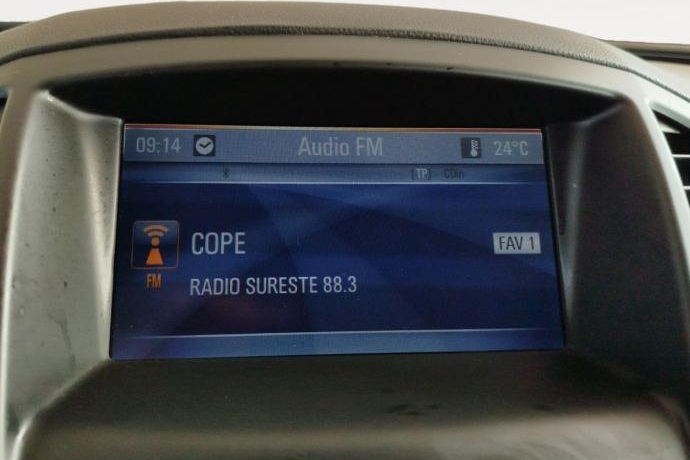 09:14 Audio FM 24°C
TP
COPE FAV 1
FM
RADIO SURESTE 88.3